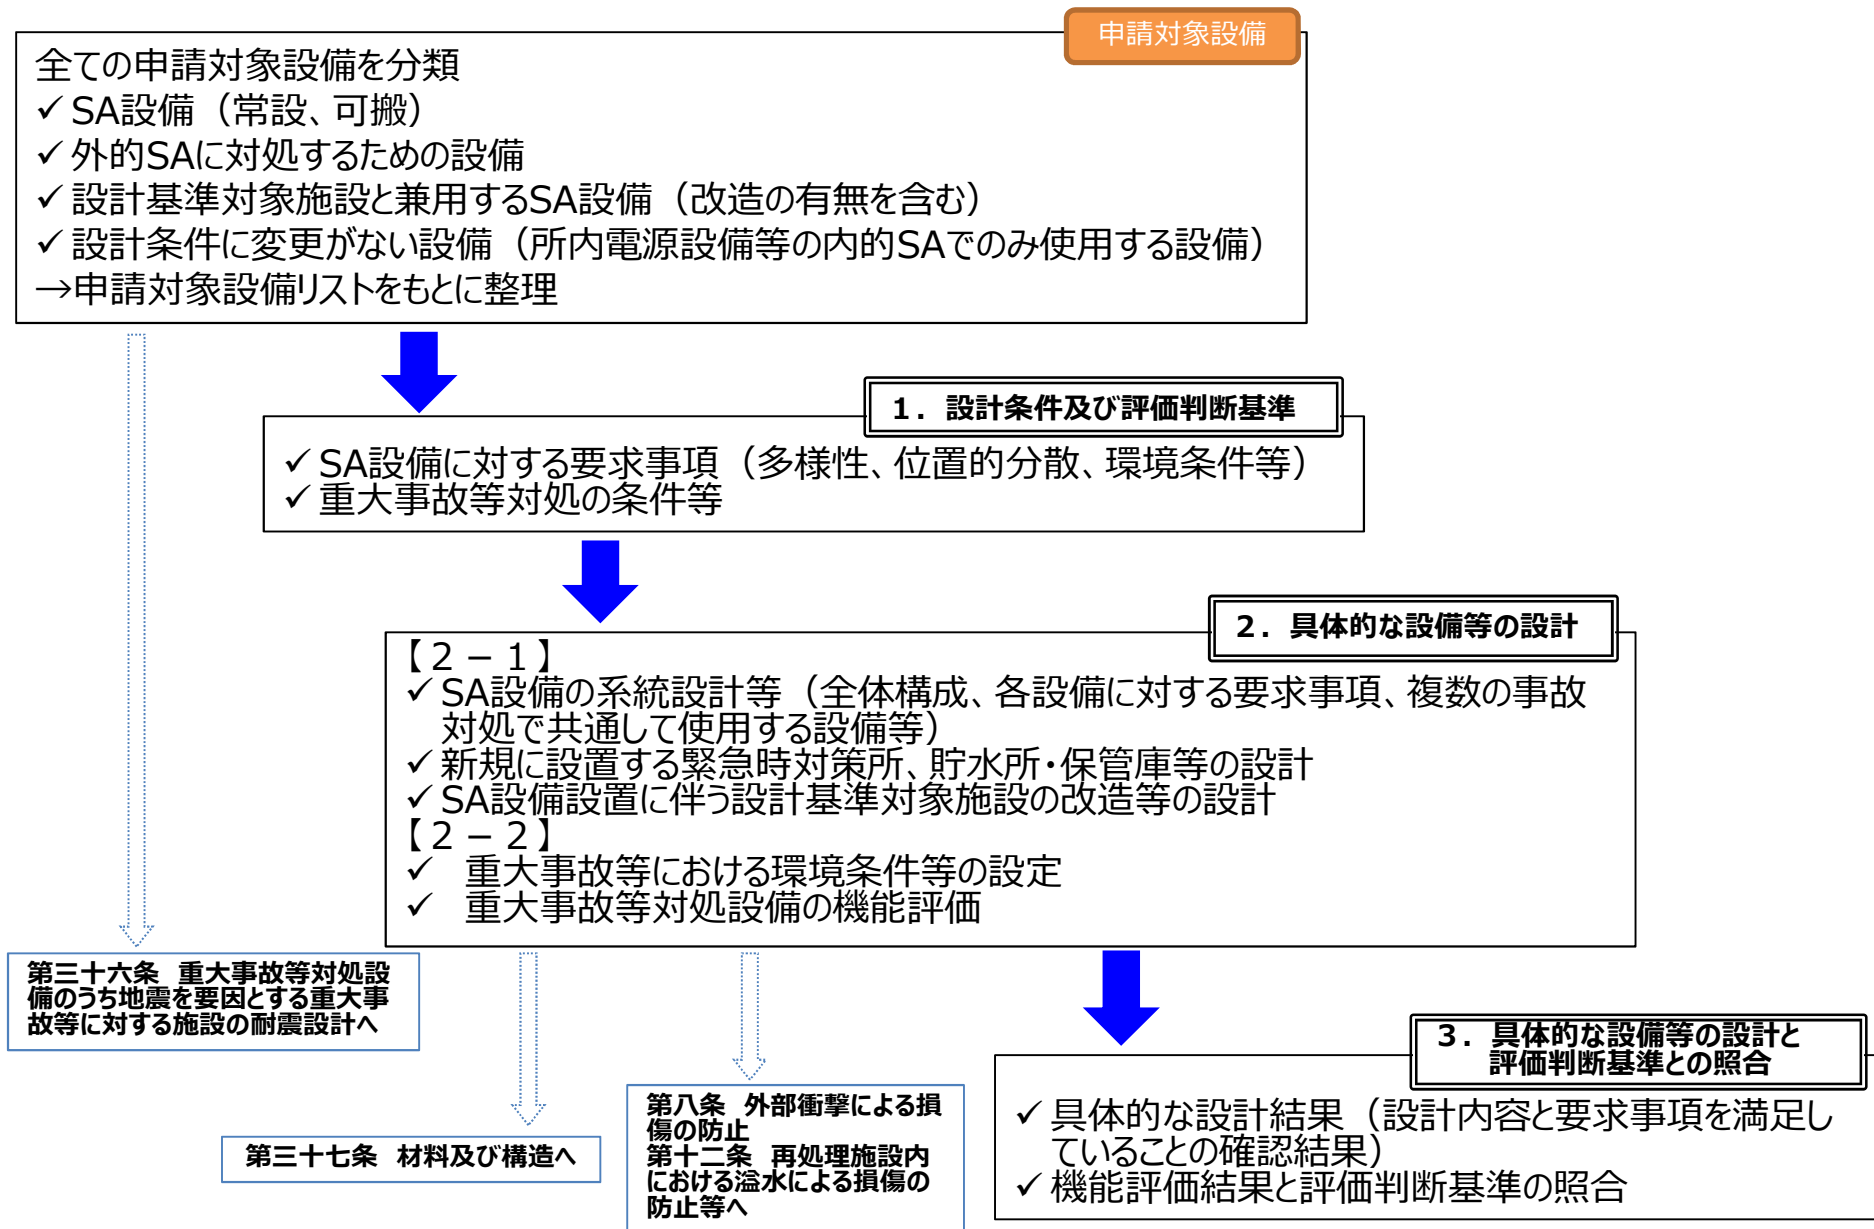 申請対象設備
全ての申請対象設備を分類
✓ SA設備（常設、可搬）
✓ 外的SAに対処するための設備
✓ 設計基準対象施設と兼用するSA設備（改造の有無を含む）
✓ 設計条件に変更がない設備（所内電源設備等の内的SAでのみ使用する設備）
→申請対象設備リストをもとに整理
１．設計条件及び評価判断基準
✓ SA設備に対する要求事項（多様性、位置的分散、環境条件等）
✓ 重大事故等対処の条件等
２．具体的な設備等の設計
【２－１】
✓ SA設備の系統設計等（全体構成、各設備に対する要求事項、複数の事故
対処で共通して使用する設備等）
✓ 新規に設置する緊急時対策所、貯水所・保管庫等の設計
✓ SA設備設置に伴う設計基準対象施設の改造等の設計
【２－２】
✓ 重大事故等における環境条件等の設定
✓ 重大事故等対処設備の機能評価
第三十六条 重大事故等対処設
備のうち地震を要因とする重大事
故等に対する施設の耐震設計へ
第三十七条 材料及び構造へ
第八条 外部衝撃による損
傷の防止
第十二条 再処理施設内
における溢水による損傷の
防止等へ
３．具体的な設備等の設計と
評価判断基準との照合
✓ 具体的な設計結果（設計内容と要求事項を満足し
ていることの確認結果）
✓ 機能評価結果と評価判断基準の照合